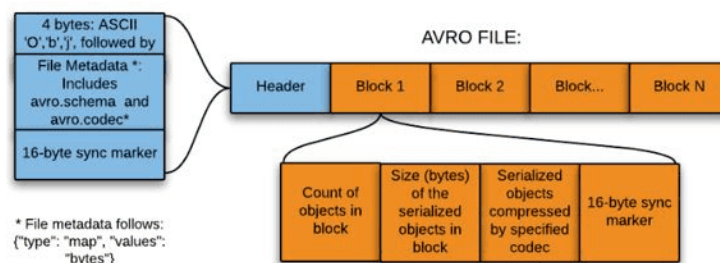 4 bytes: ASCII
'O','b','j', followed by
File Metadata *:
Includes
avro.schema and
avro.codec*
16-byte sync marker
* File metadata follows:
{"type": "map", "values":
"bytes"}
AVRO FILE:
Header
Block 1
Block 2
Block...
Block N
Count of
objects in
block
Size (bytes)
of the
serialized
objects in
block
Serialized
objects
compressed
by specified
codec
16-byte sync
marker